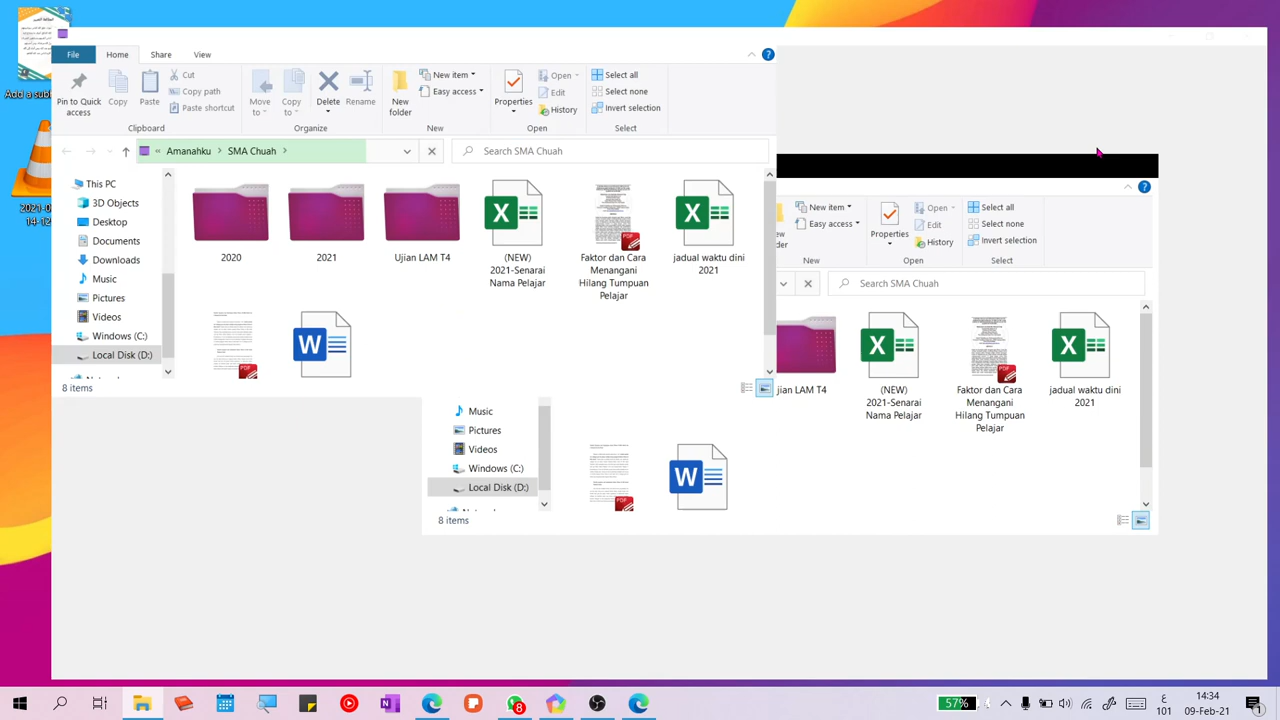 Add a subt
2021-0
14-12
File
Home
Share
View
?
Pin to Quick access
Copy
Paste
Cut
Copy path
Paste shortcut
Clipboard
Move to
Copy to
Delete
Rename
Organize
New folder
New item
Easy access
New
Properties
Open
Edit
History
Open
Select all
Select none
Invert selection
Select
« Amanahku > SMA Chuah >
Search SMA Chuah
This PC
3D Objects
Desktop
Documents
Downloads
Music
Pictures
Videos
Windows (C:)
Local Disk (D:)
2020
2021
Ujian LAM T4
(NEW)
2021-Senarai
Nama Pelajar
Faktor dan Cara
Menangani
Hilang Tumpuan
Pelajar
jadual waktu dini
2021
PDF
W
8 items
?
New item
Easy access
New
Properties
Open
Edit
History
Open
Select all
Select none
Invert selection
Select
Search SMA Chuah
Music
Pictures
Videos
Windows (C:)
Local Disk (D:)
Ujian LAM T4
(NEW)
2021-Senarai
Nama Pelajar
Faktor dan Cara
Menangani
Hilang Tumpuan
Pelajar
jadual waktu dini
2021
PDF
W
8 items
8
57%
ع
101
14:34
09-Feb-21
1